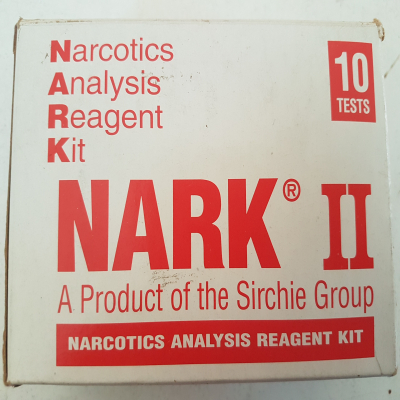 Narcotics
Analysis
Reagent
Kit
10
TESTS
NARK® II
A Product of the Sirchie Group
NARCOTICS ANALYSIS REAGENT KIT